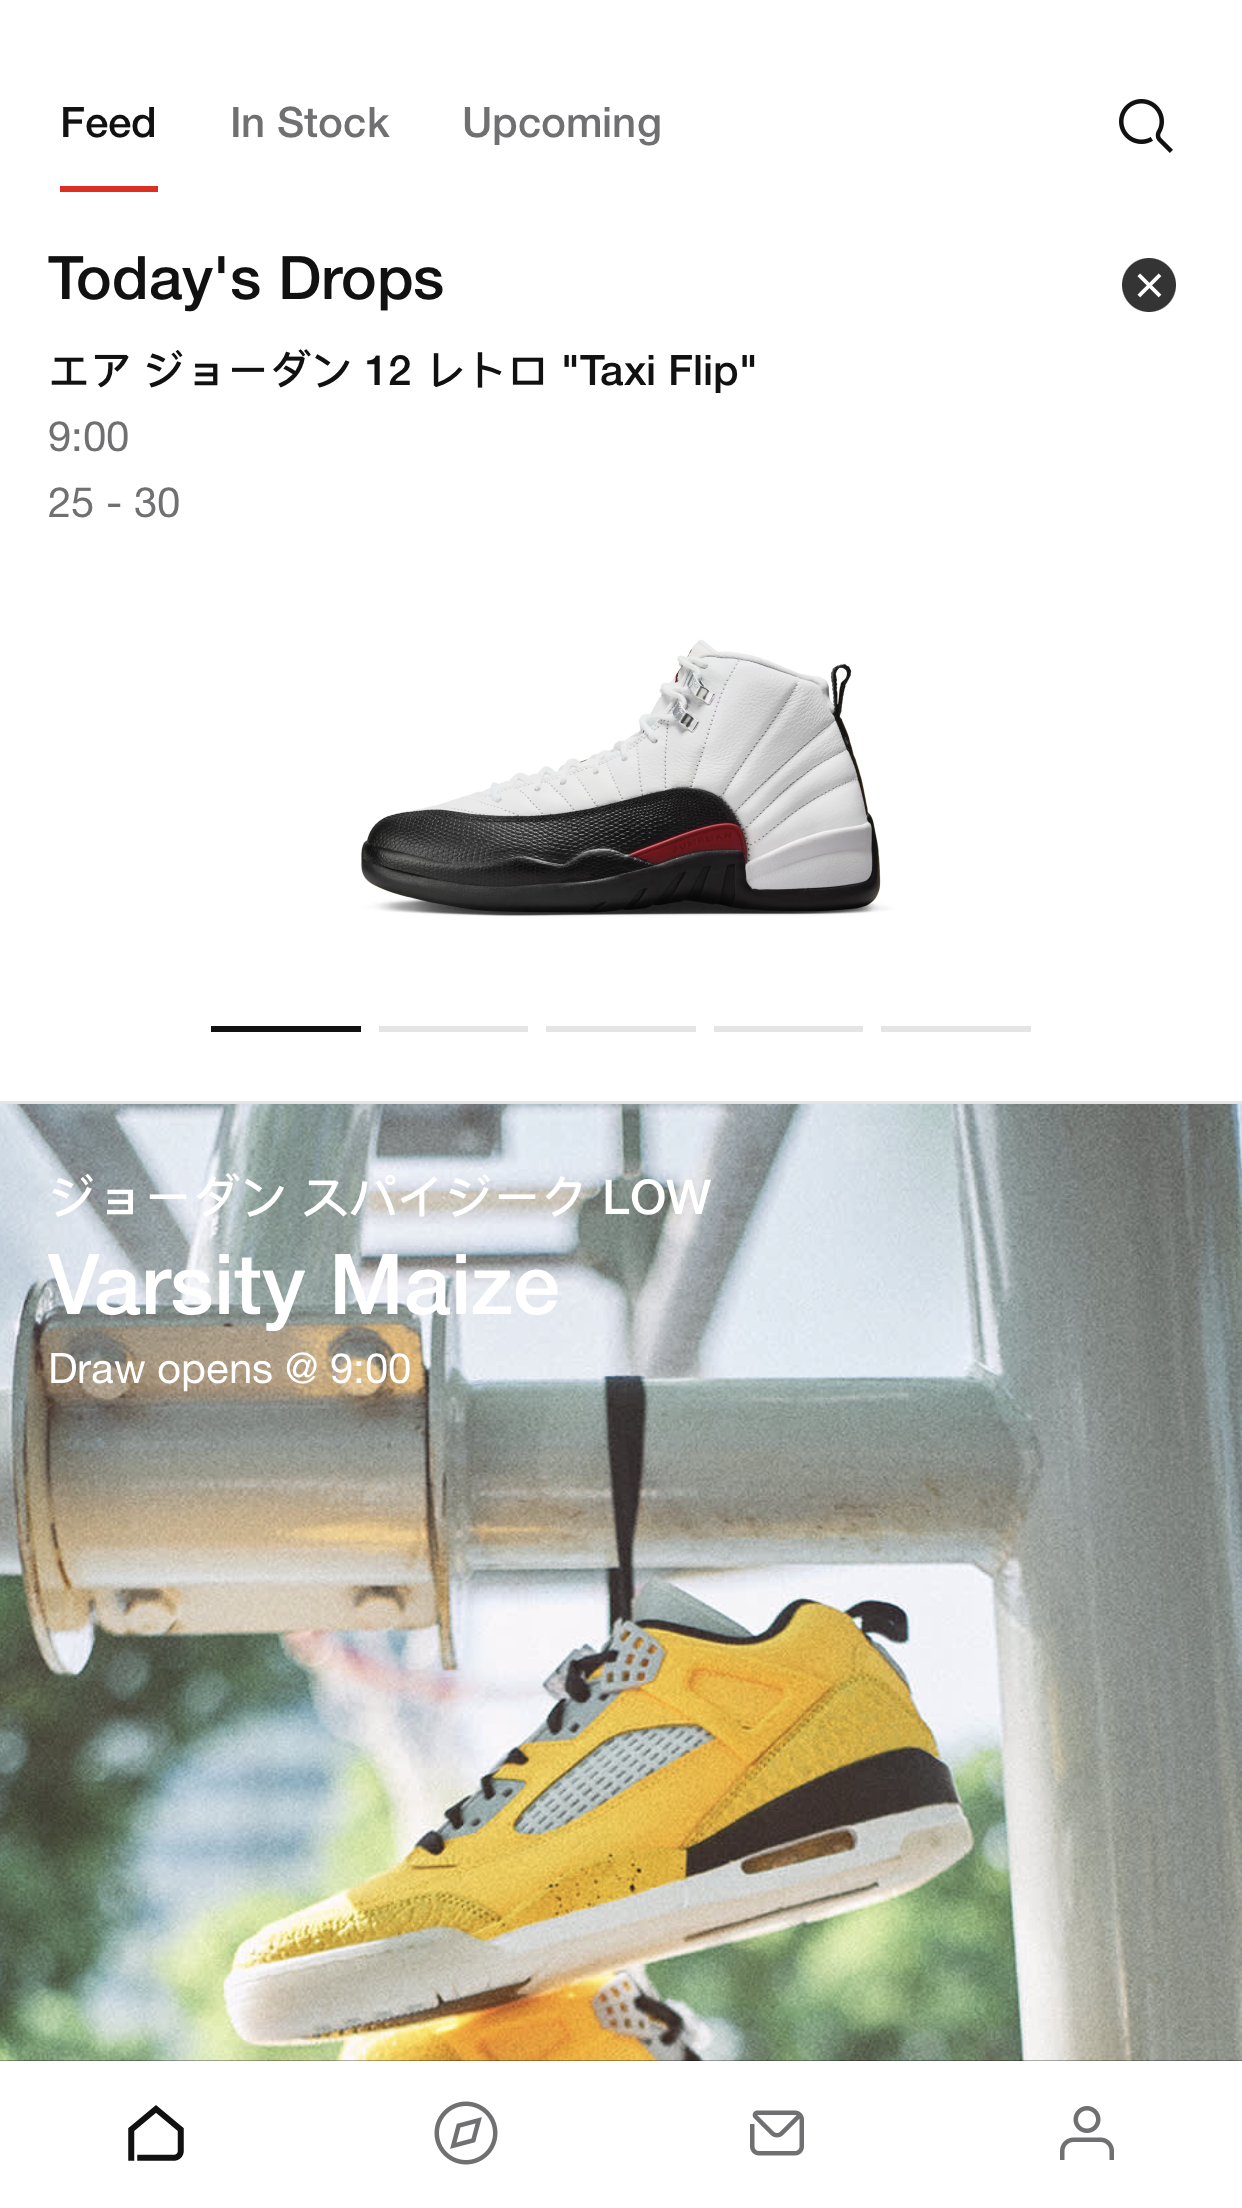 Feed
In Stock
Upcoming
Today's Drops
エア ジョーダン 12 レトロ "Taxi Flip"
9:00
25 - 30
ジョーダン スパイジーク LOW
Varsity Maize
Draw opens @ 9:00